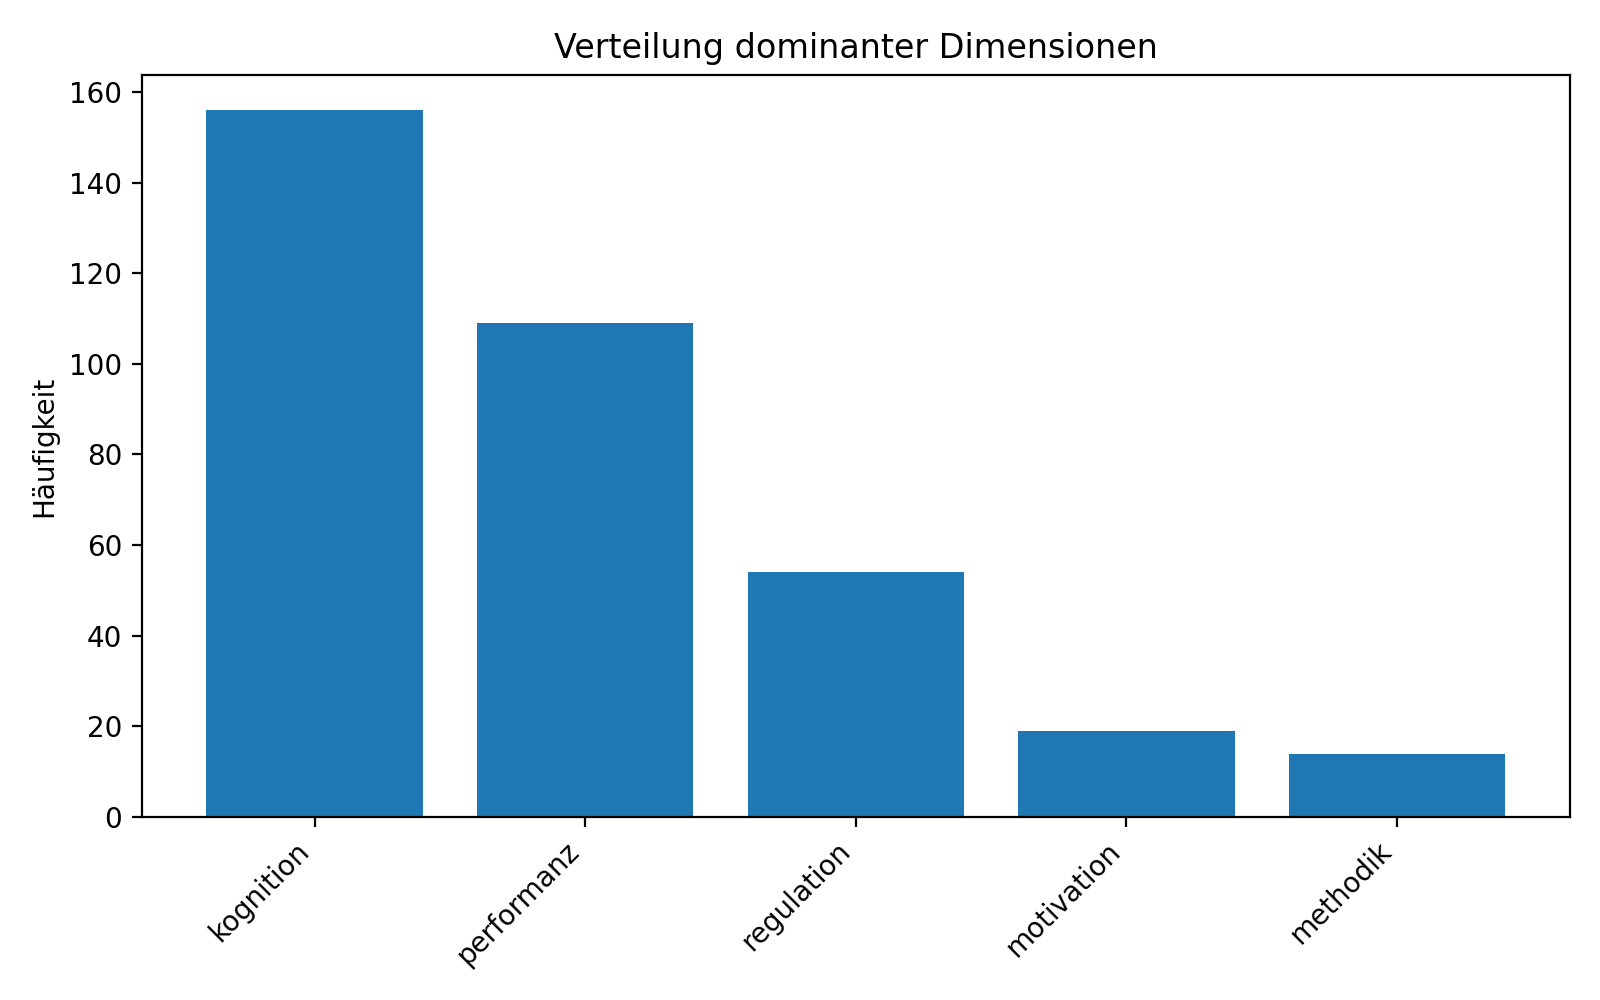 Verteilung dominanter Dimensionen
Häufigkeit
160
140
120
100
80
60
40
20
0
kognition
performanz
regulation
motivation
methodik